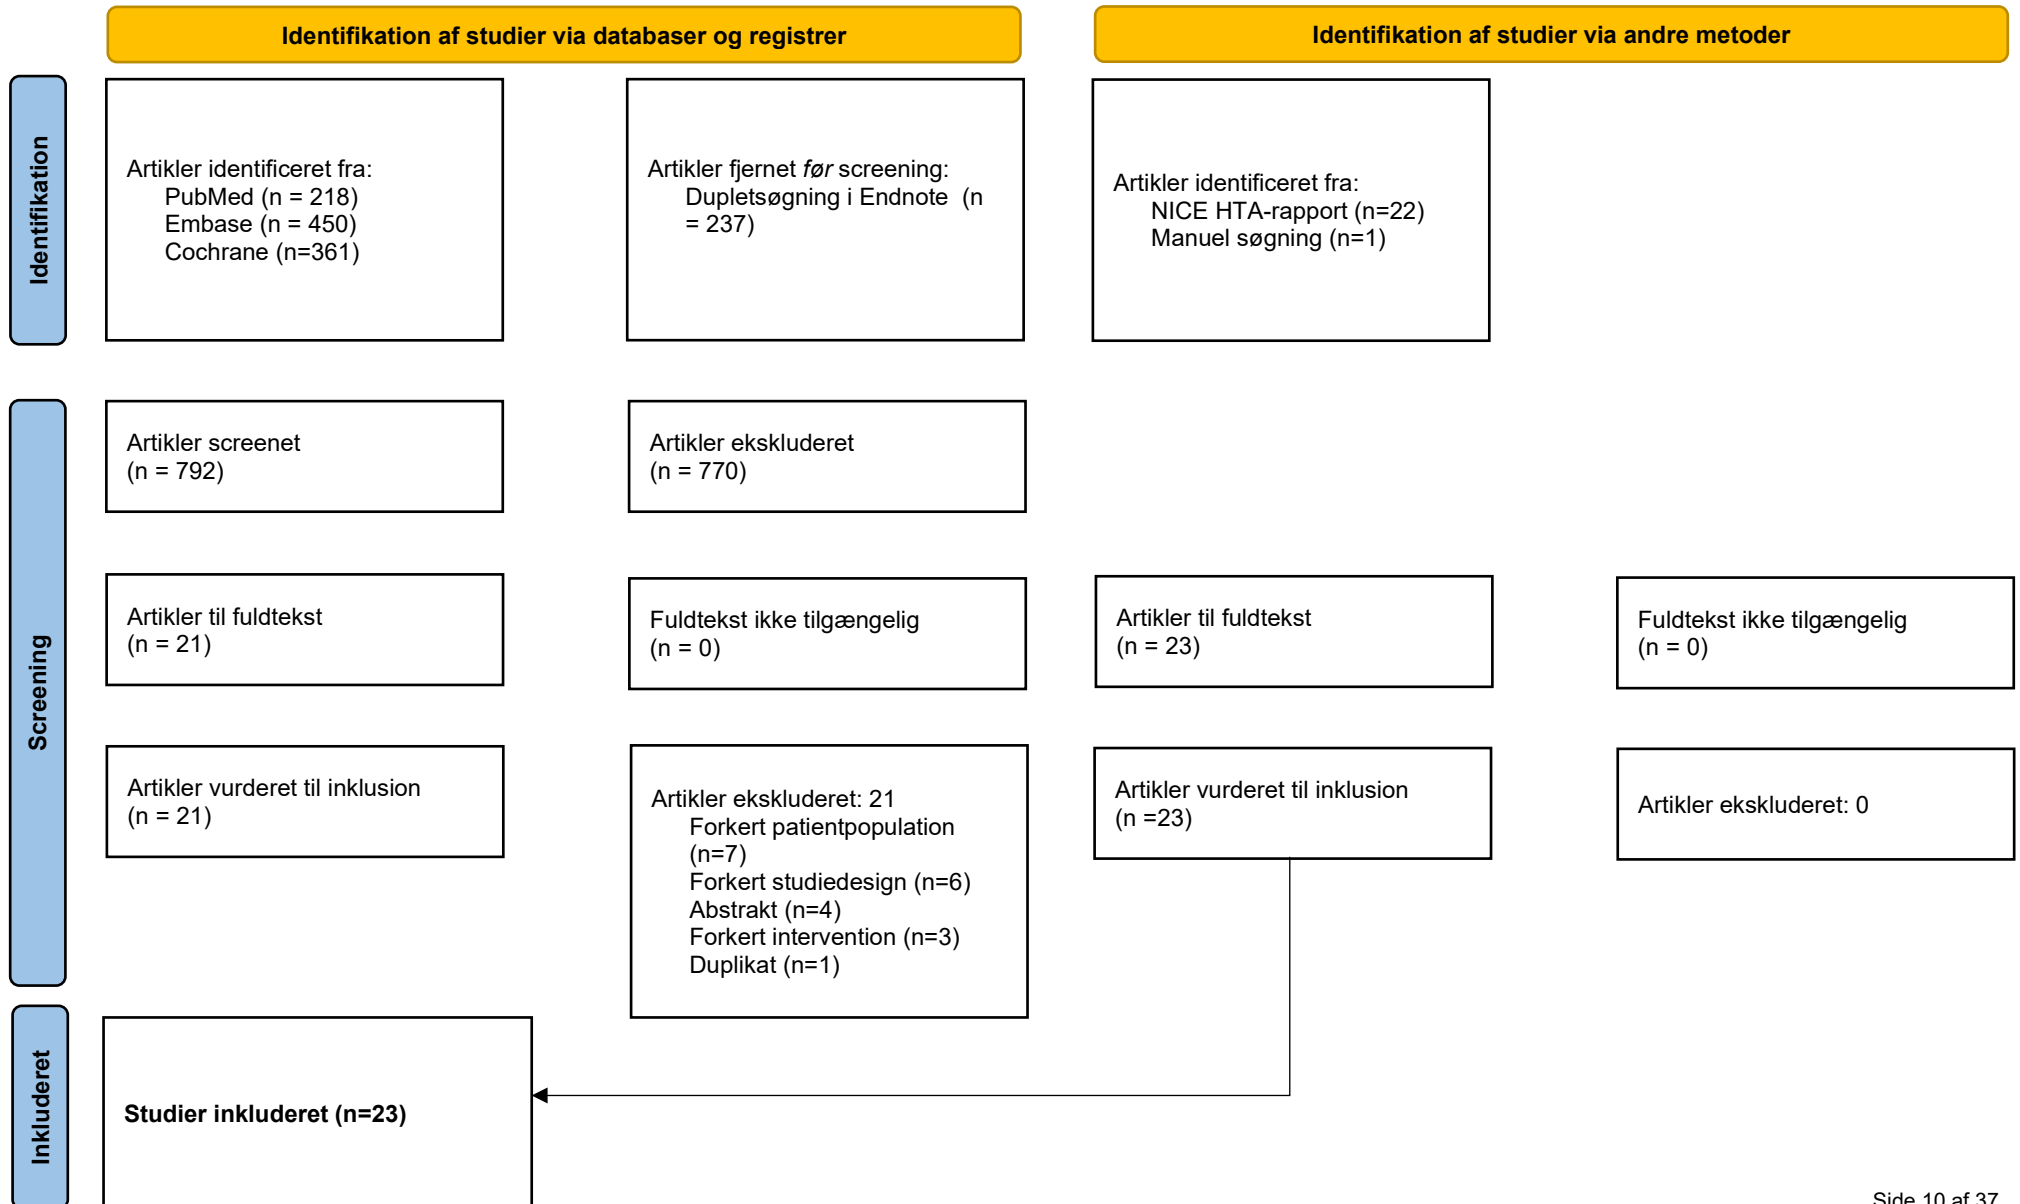 Identifikation af studier via databaser og registrer
Identifikation af studier via andre metoder
Identifikation
Artikler identificeret fra:
PubMed (n = 218)
Embase (n = 450)
Cochrane (n=361)
Artikler fjernet før screening:
Dupletsøgning i Endnote  (n
= 237)
Artikler identificeret fra:
NICE HTA-rapport (n=22)
Manuel søgning (n=1)
Screening
Artikler screenet
(n = 792)
Artikler ekskluderet
(n = 770)
Artikler til fuldtekst
(n = 21)
Fuldtekst ikke tilgængelig
(n = 0)
Artikler til fuldtekst
(n = 23)
Fuldtekst ikke tilgængelig
(n = 0)
Artikler vurderet til inklusion
(n = 21)
Artikler ekskluderet: 21
Forkert patientpopulation
(n=7)
Forkert studiedesign (n=6)
Abstrakt (n=4)
Forkert intervention (n=3)
Duplikat (n=1)
Artikler vurderet til inklusion
(n =23)
Artikler ekskluderet: 0
Inkluderet
Studier inkluderet (n=23)
Side 10 af 37